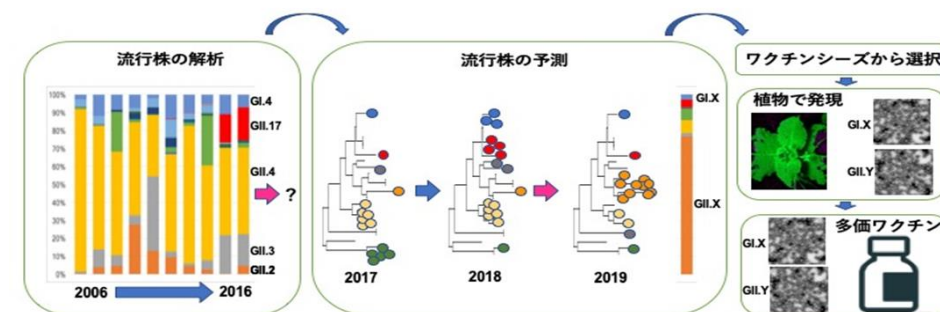 流行株の解析
100%
90%
80%
70%
60%
50%
40%
30%
20%
10%
0%
GI.4
GII.17
GII.4
GII.3
GII.2
?
2006
2016
流行株の予測
2017
2018
2019
GI.X
GII.X
ワクチンシーズから選択
植物で発現
GI.X
GII.Y
多価ワクチン
GI.X
GII.Y